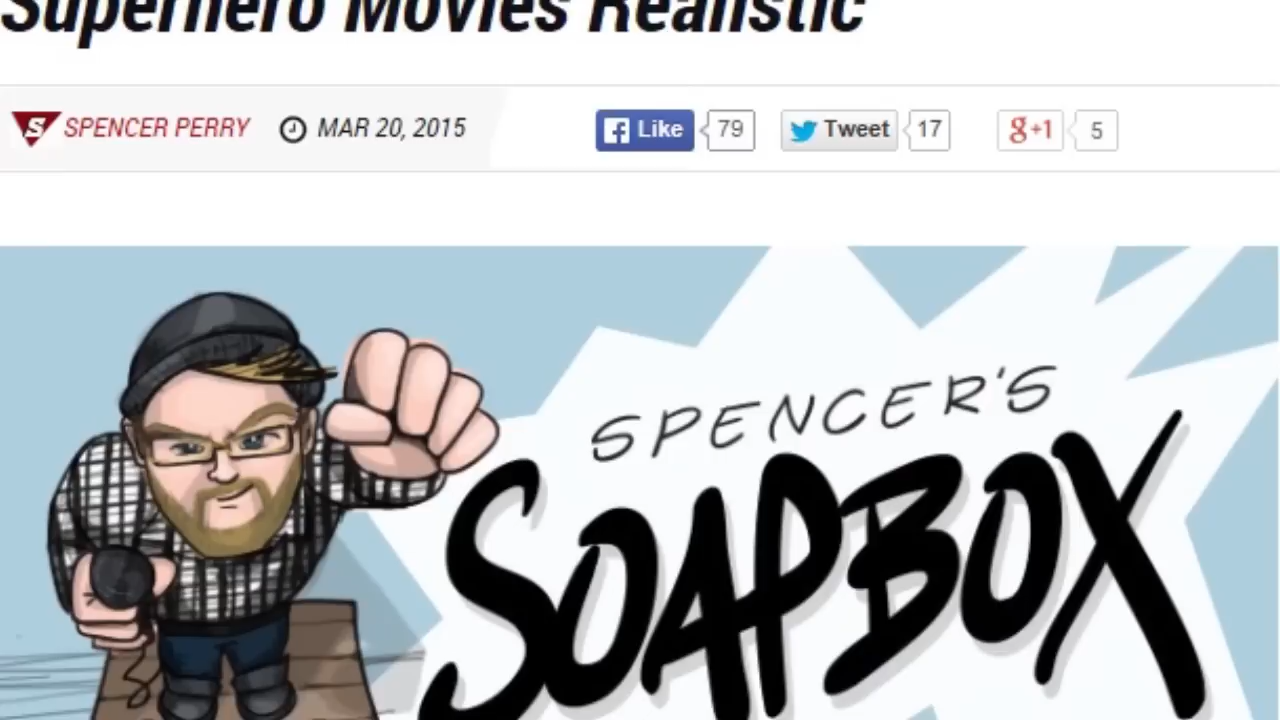 Superhero Movies Realistic
S SPENCER PERRY MAR 20, 2015 Like 79 Tweet 17 g+1 5
SPENCER'S
SOAPBOX